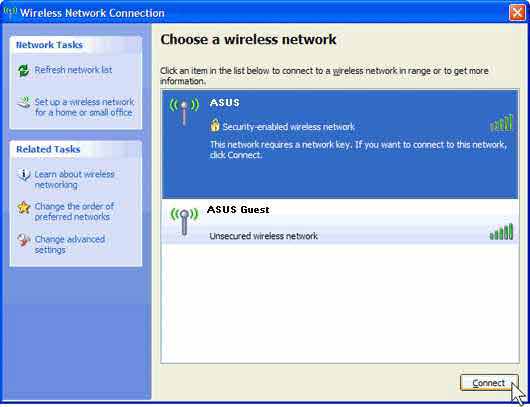 Wireless Network Connection
Network Tasks
Refresh network list
Set up a wireless network
for a home or small office
Related Tasks
Learn about wireless
networking
Change the order of
preferred networks
Change advanced
settings
Choose a wireless network
Click an item in the list below to connect to a wireless network in range or to get more
information.
ASUS
Security-enabled wireless network
This network requires a network key. If you want to connect to this network,
click Connect.
ASUS Guest
Unsecured wireless network
Connect